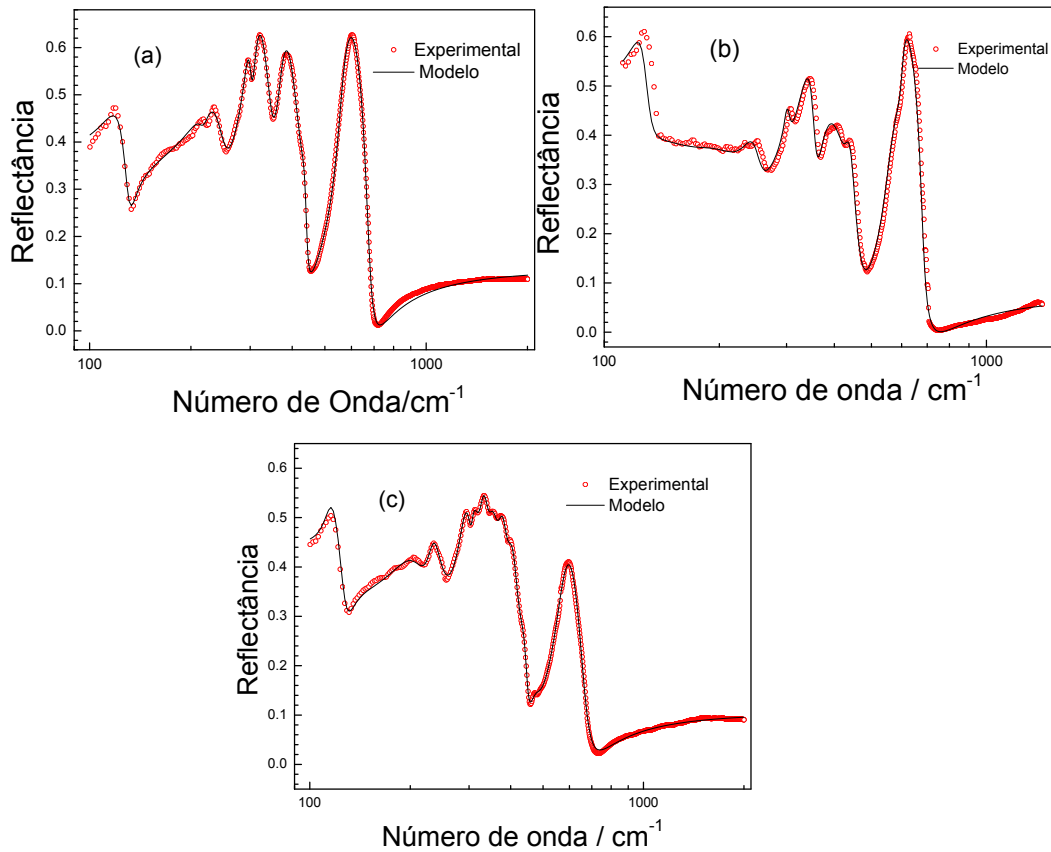 (a)
Experimental
Modelo
Reflectância
0.6
0.5
0.4
0.3
0.2
0.1
0.0
100
1000
Número de Onda/cm⁻¹
(b)
Experimental
Modelo
Reflectância
0.6
0.5
0.4
0.3
0.2
0.1
0.0
100
1000
Número de onda / cm⁻¹
(c)
Experimental
Modelo
Reflectância
0.6
0.5
0.4
0.3
0.2
0.1
0.0
100
1000
Número de onda / cm⁻¹